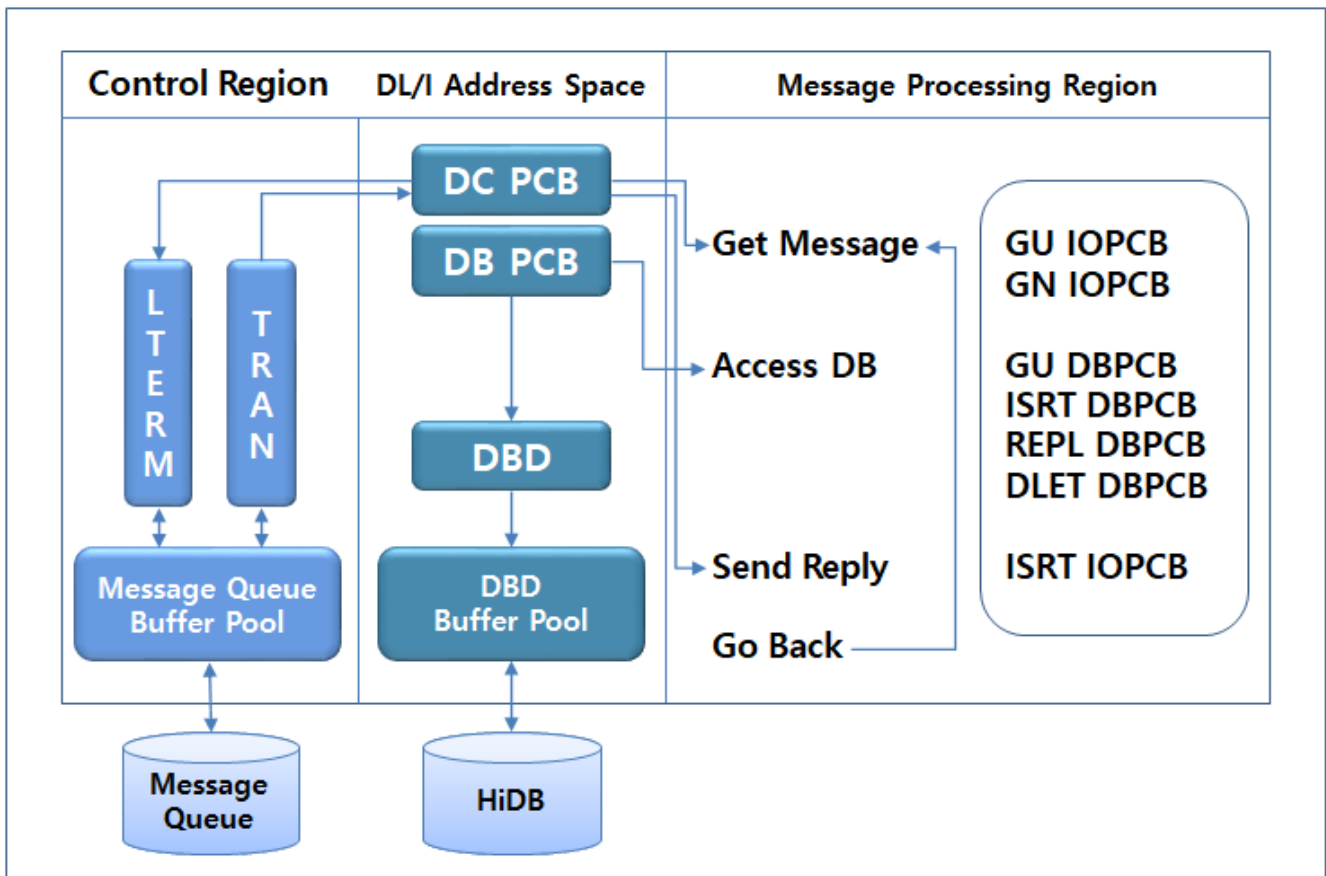 Control Region
DL/I Address Space
Message Processing Region
DC PCB
DB PCB
LTERM
TRAN
DBD
Message Queue
Buffer Pool
DBD
Buffer Pool
Get Message
Access DB
Send Reply
Go Back
GU IOPCB
GN IOPCB
GU DBPCB
ISRT DBPCB
REPL DBPCB
DLET DBPCB
ISRT IOPCB
Message
Queue
HiDB